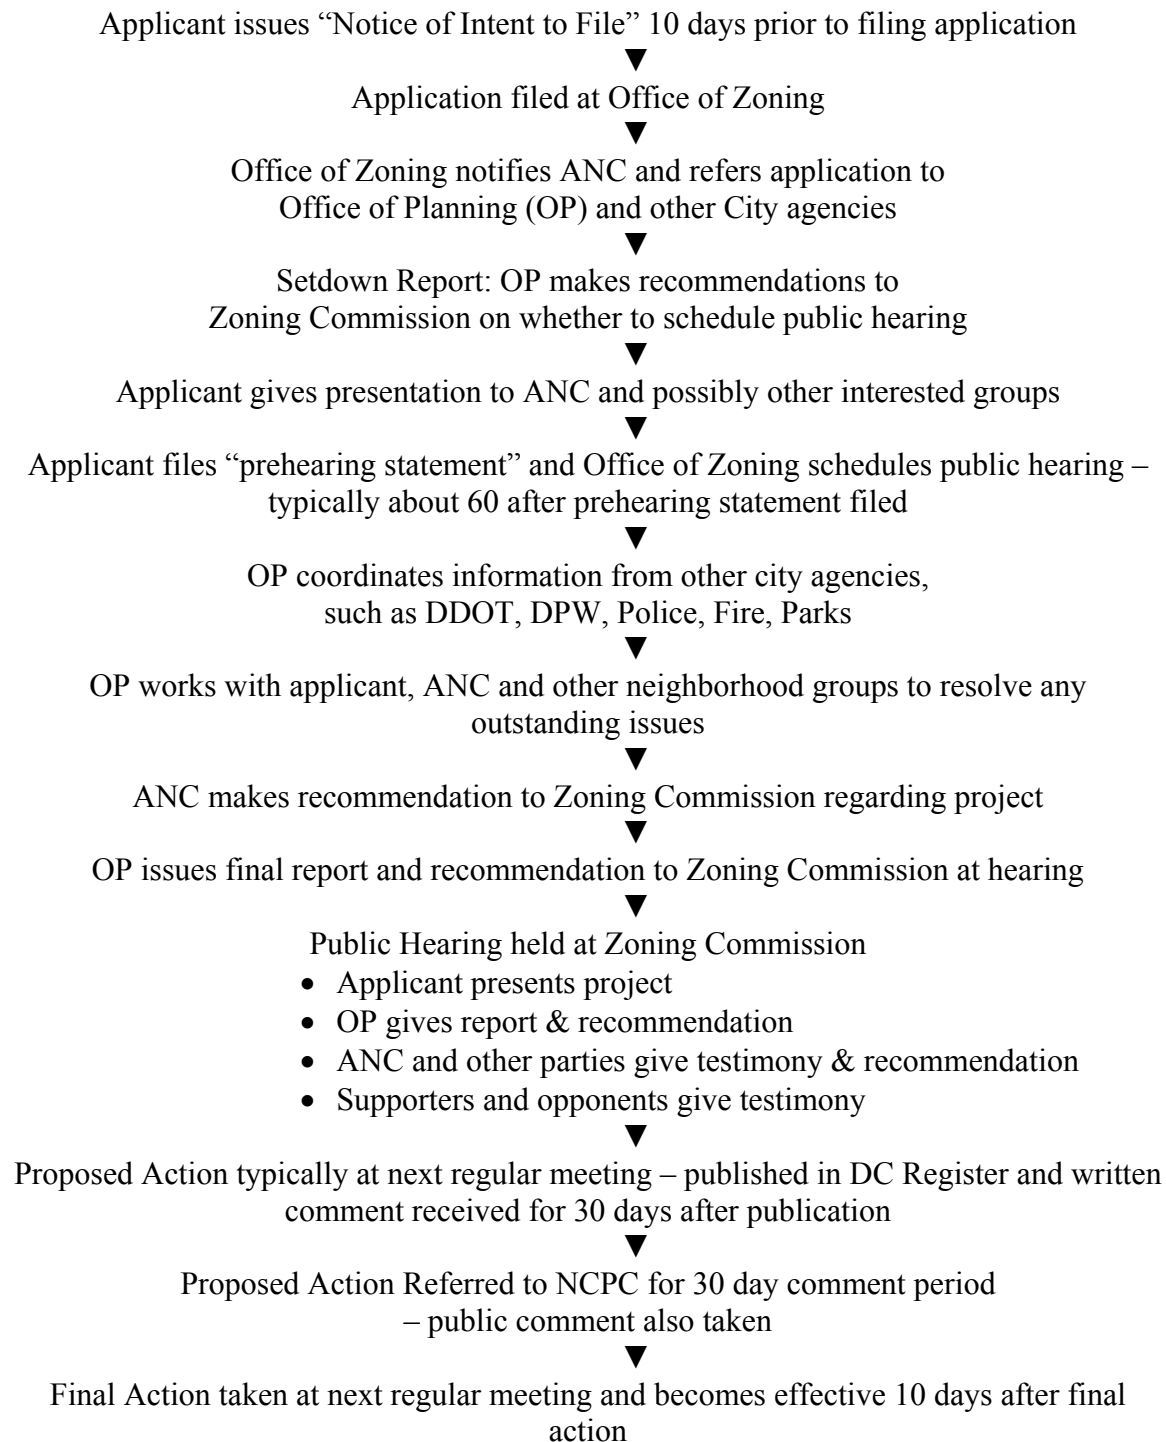 Applicant issues “Notice of Intent to File” 10 days prior to filing application
▼
Application filed at Office of Zoning
▼
Office of Zoning notifies ANC and refers application to
Office of Planning (OP) and other City agencies
▼
Setdown Report: OP makes recommendations to
Zoning Commission on whether to schedule public hearing
▼
Applicant gives presentation to ANC and possibly other interested groups
▼
Applicant files “prehearing statement” and Office of Zoning schedules public hearing –
typically about 60 after prehearing statement filed
▼
OP coordinates information from other city agencies,
such as DDOT, DPW, Police, Fire, Parks
▼
OP works with applicant, ANC and other neighborhood groups to resolve any
outstanding issues
▼
ANC makes recommendation to Zoning Commission regarding project
▼
OP issues final report and recommendation to Zoning Commission at hearing
▼
Public Hearing held at Zoning Commission
• Applicant presents project
• OP gives report & recommendation
• ANC and other parties give testimony & recommendation
• Supporters and opponents give testimony
▼
Proposed Action typically at next regular meeting – published in DC Register and written
comment received for 30 days after publication
▼
Proposed Action Referred to NCPC for 30 day comment period
– public comment also taken
▼
Final Action taken at next regular meeting and becomes effective 10 days after final
action